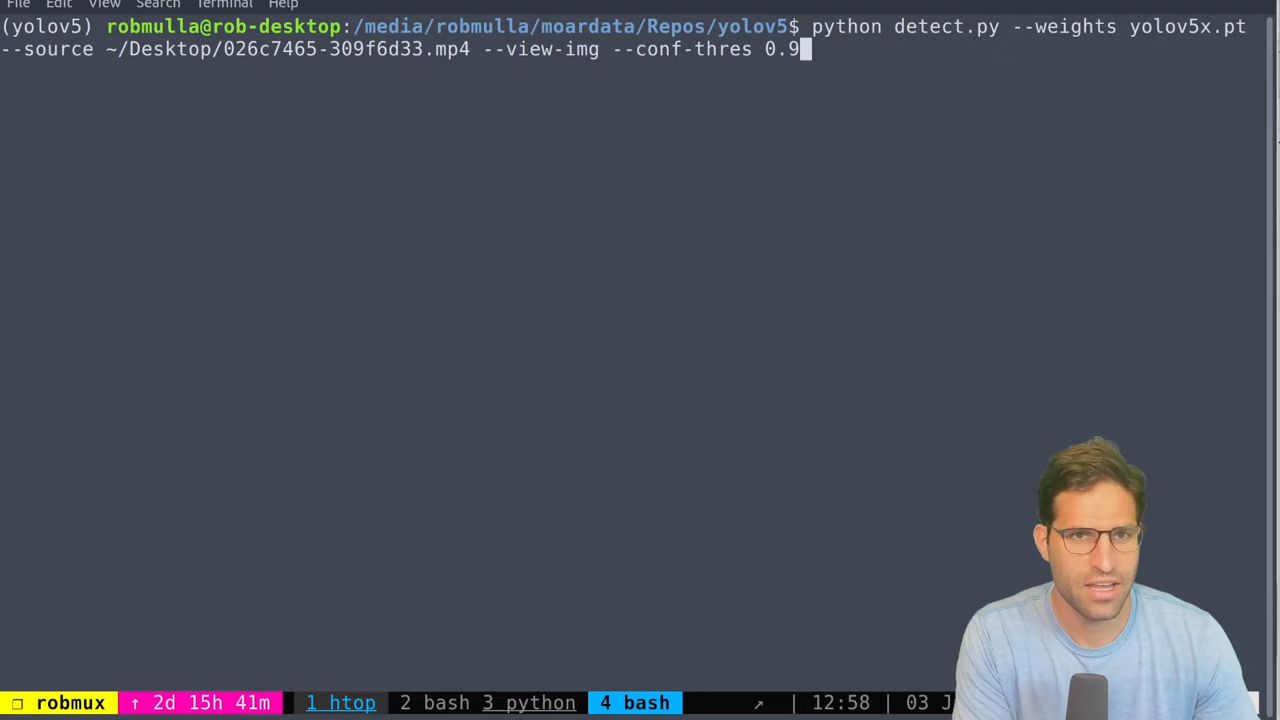 File Edit View Search Terminal Help
(yolov5) robmulla@rob-desktop:/media/robmulla/moardata/Repos/yolov5$ python detect.py --weights yolov5x.pt
--source ~/Desktop/026c7465-309f6d33.mp4 --view-img --conf-thres 0.9
❐ robmux ↑ 2d 15h 41m 1 htop 2 bash 3 python 4 bash ↗ | 12:58 | 03